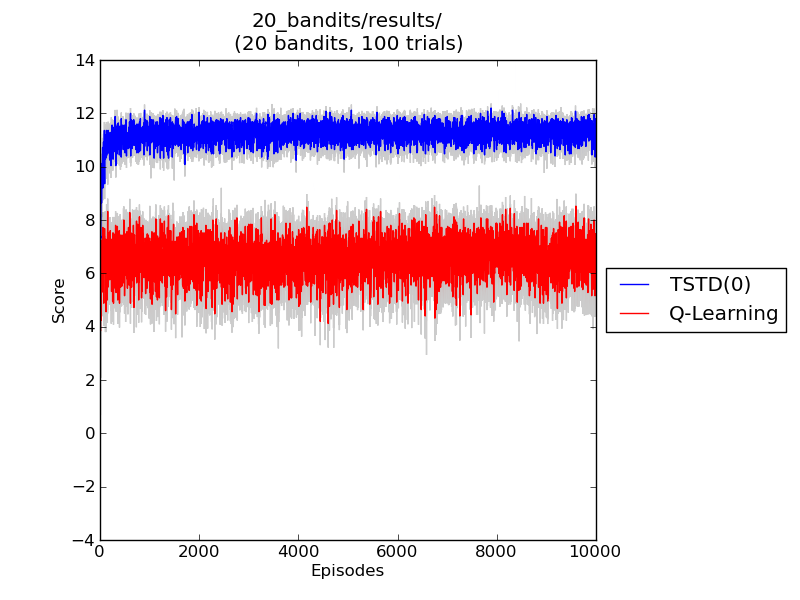 20_bandits/results/
(20 bandits, 100 trials)
14
12
10
8
6
4
2
0
−2
−4
Score
0 2000 4000 6000 8000 10000
Episodes
TSTD(0)
Q-Learning